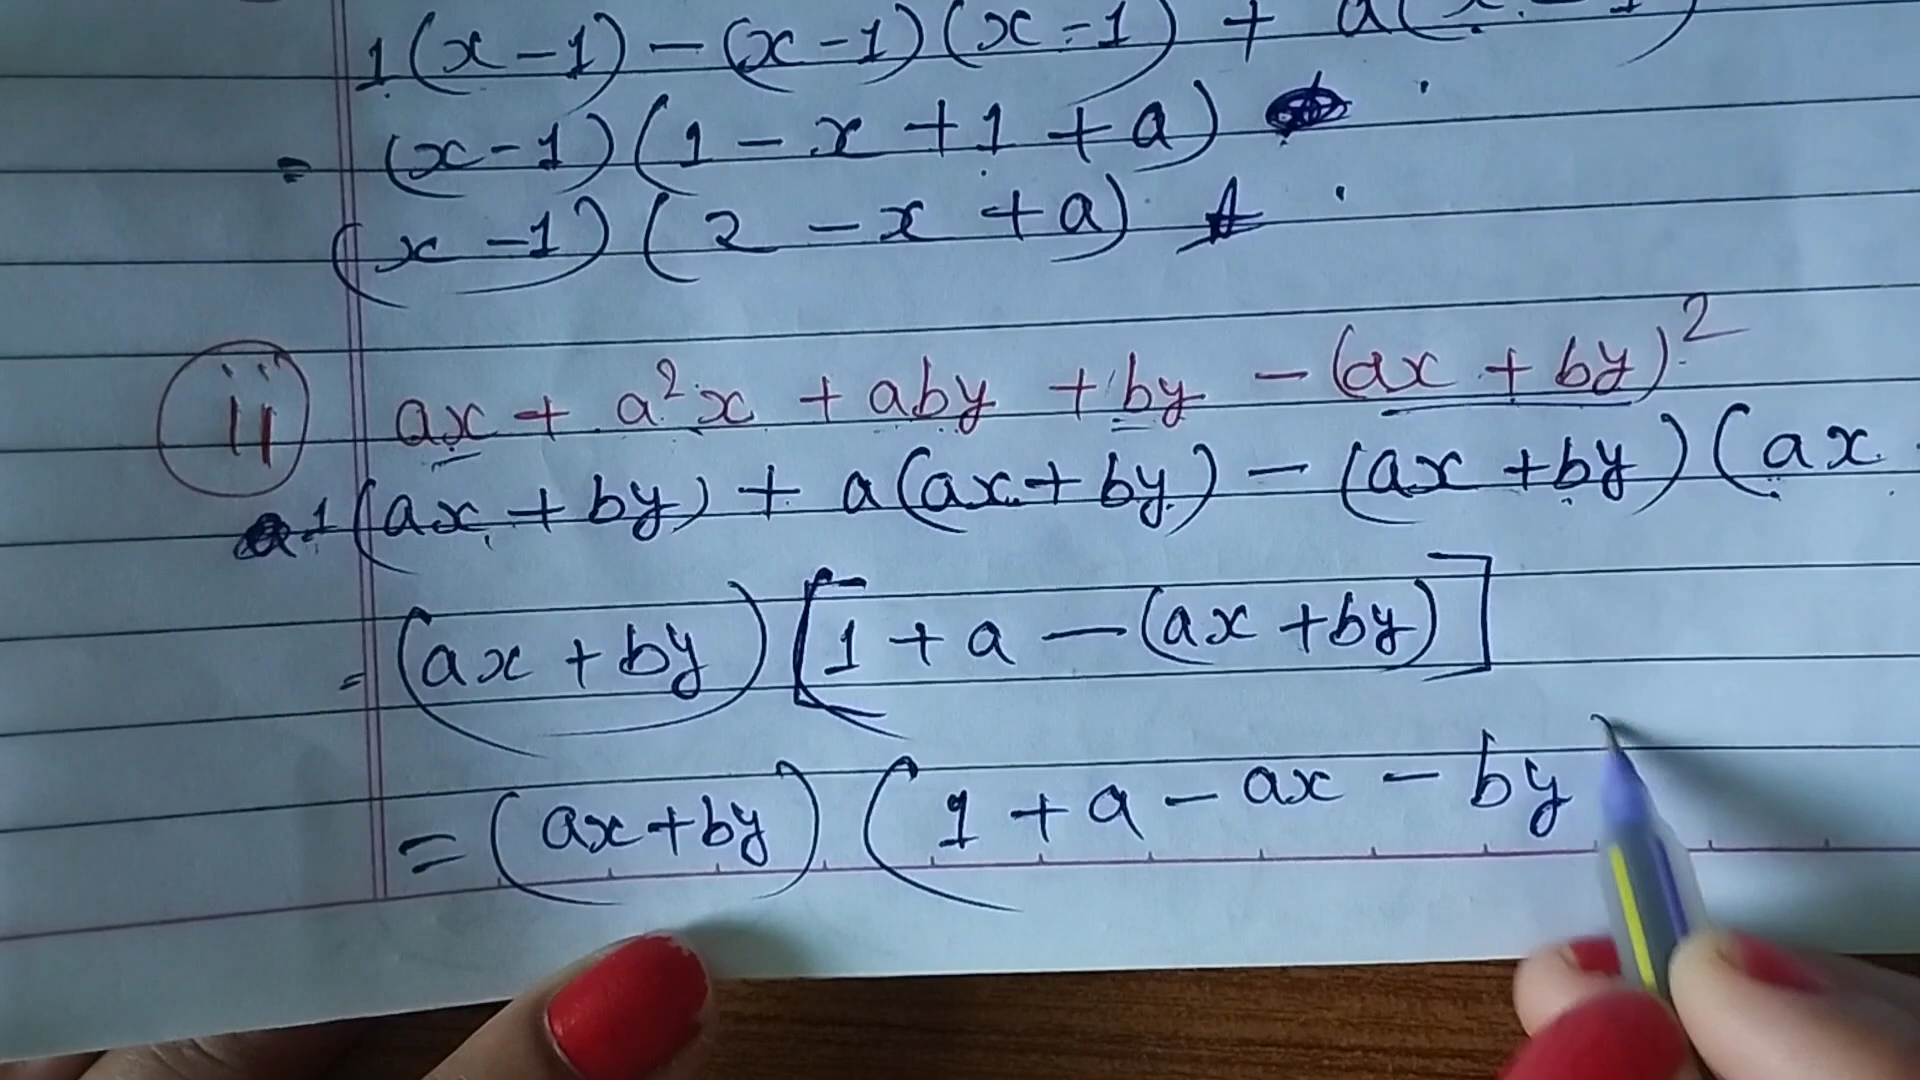 1(x-1)-(x-1)(x-1)+a(x-1)
= (x-1)(1-x+1+a)
(x-1)(2-x+a)
ii ax + a²x + aby + by - (ax + by)²
1(ax + by) + a(ax + by) - (ax + by)(ax
= (ax + by)[1 + a - (ax + by)]
= (ax + by)(1 + a - ax - by